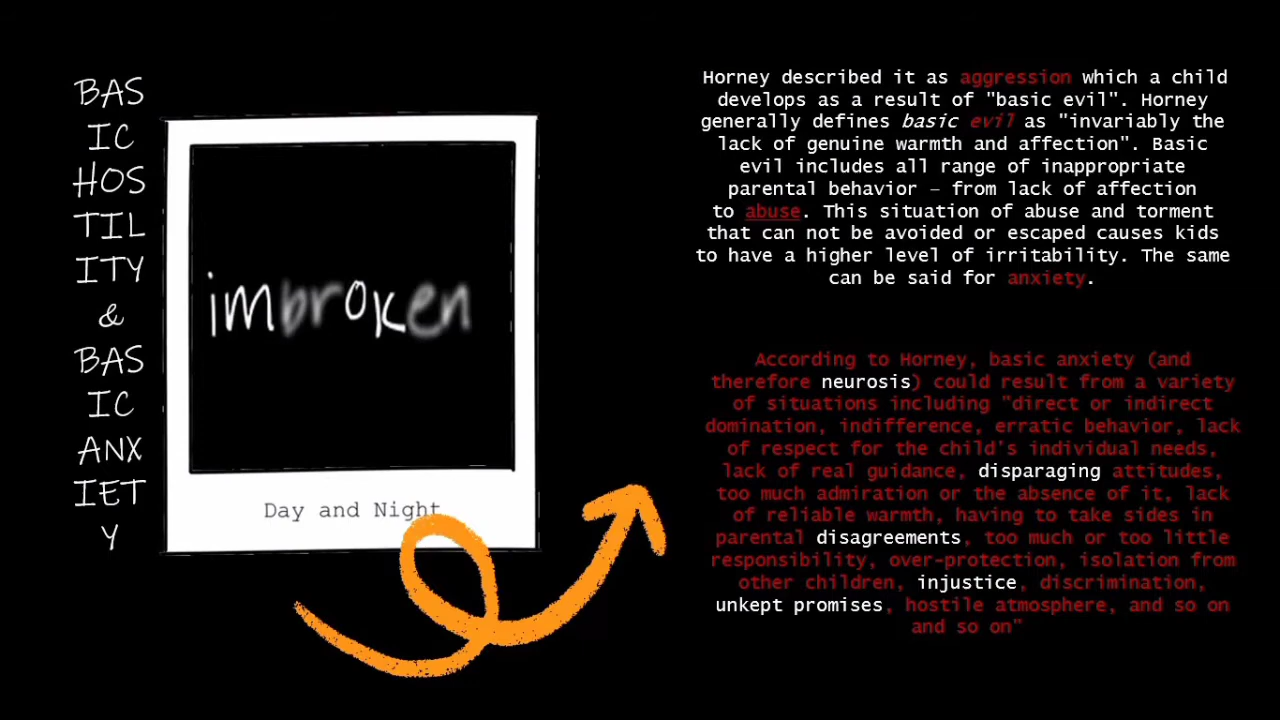 BAS
IC
HOS
TIL
ITY
&
BAS
IC
ANX
IET
Y
imbroken
Day and Night
Horney described it as aggression which a child
develops as a result of "basic evil". Horney
generally defines basic evil as "invariably the
lack of genuine warmth and affection". Basic
evil includes all range of inappropriate
parental behavior – from lack of affection
to abuse. This situation of abuse and torment
that can not be avoided or escaped causes kids
to have a higher level of irritability. The same
can be said for anxiety.
According to Horney, basic anxiety (and
therefore neurosis) could result from a variety
of situations including "direct or indirect
domination, indifference, erratic behavior, lack
of respect for the child's individual needs,
lack of real guidance, disparaging attitudes,
too much admiration or the absence of it, lack
of reliable warmth, having to take sides in
parental disagreements, too much or too little
responsibility, over-protection, isolation from
other children, injustice, discrimination,
unkept promises, hostile atmosphere, and so on
and so on"